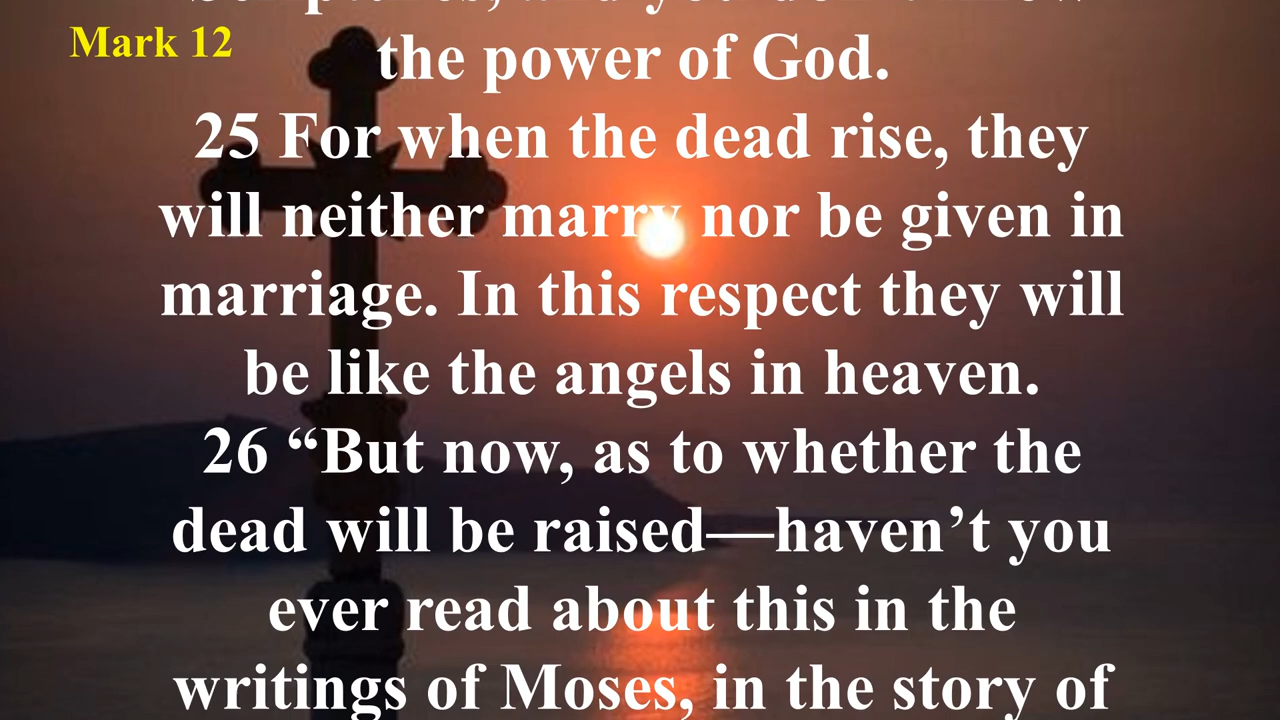 Mark 12
the power of God.
25 For when the dead rise, they
will neither marry nor be given in
marriage. In this respect they will
be like the angels in heaven.
26 “But now, as to whether the
dead will be raised—haven’t you
ever read about this in the
writings of Moses, in the story of